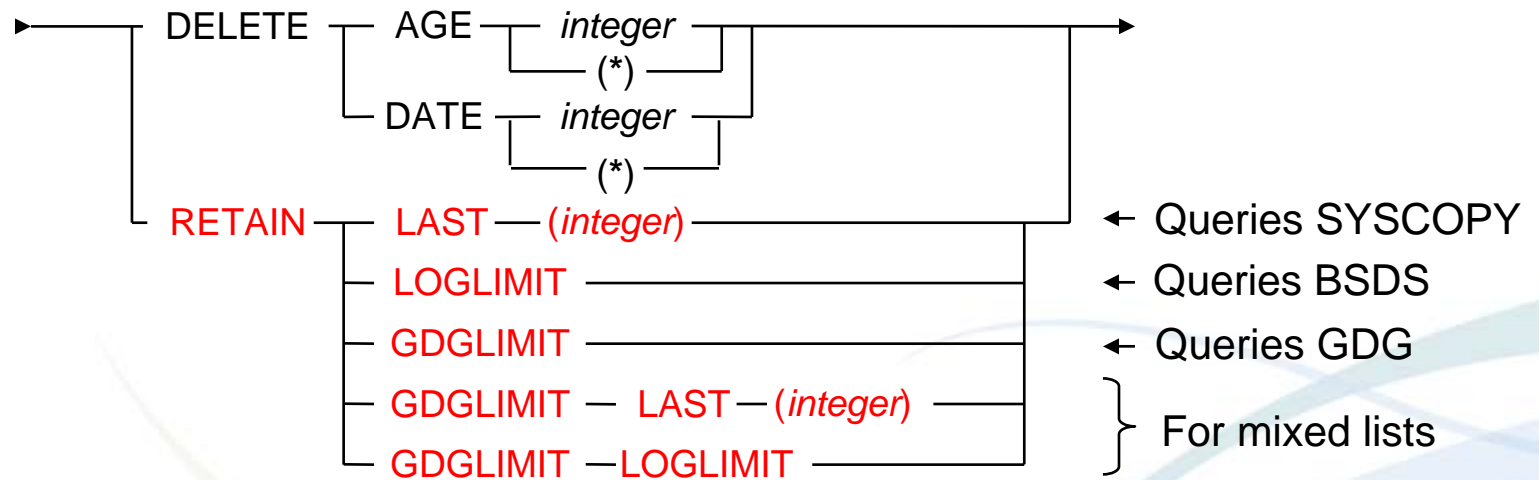 DELETE AGE integer
(*)
DATE integer
(*)
RETAIN LAST (integer) Queries SYSCOPY
LOGLIMIT Queries BSDS
GDGLIMIT Queries GDG
GDGLIMIT LAST (integer)
For mixed lists
GDGLIMIT LOGLIMIT